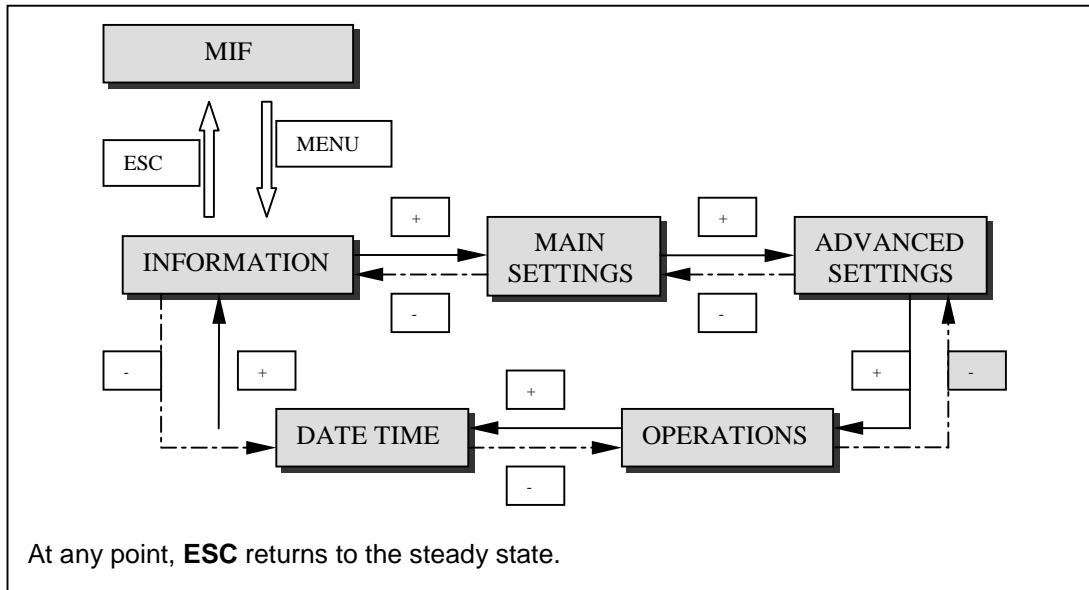 MIF
ESC
MENU
+
+
INFORMATION
MAIN
SETTINGS
ADVANCED
SETTINGS
-
-
-
+
+
+
-
DATE TIME
OPERATIONS
-
At any point, ESC returns to the steady state.